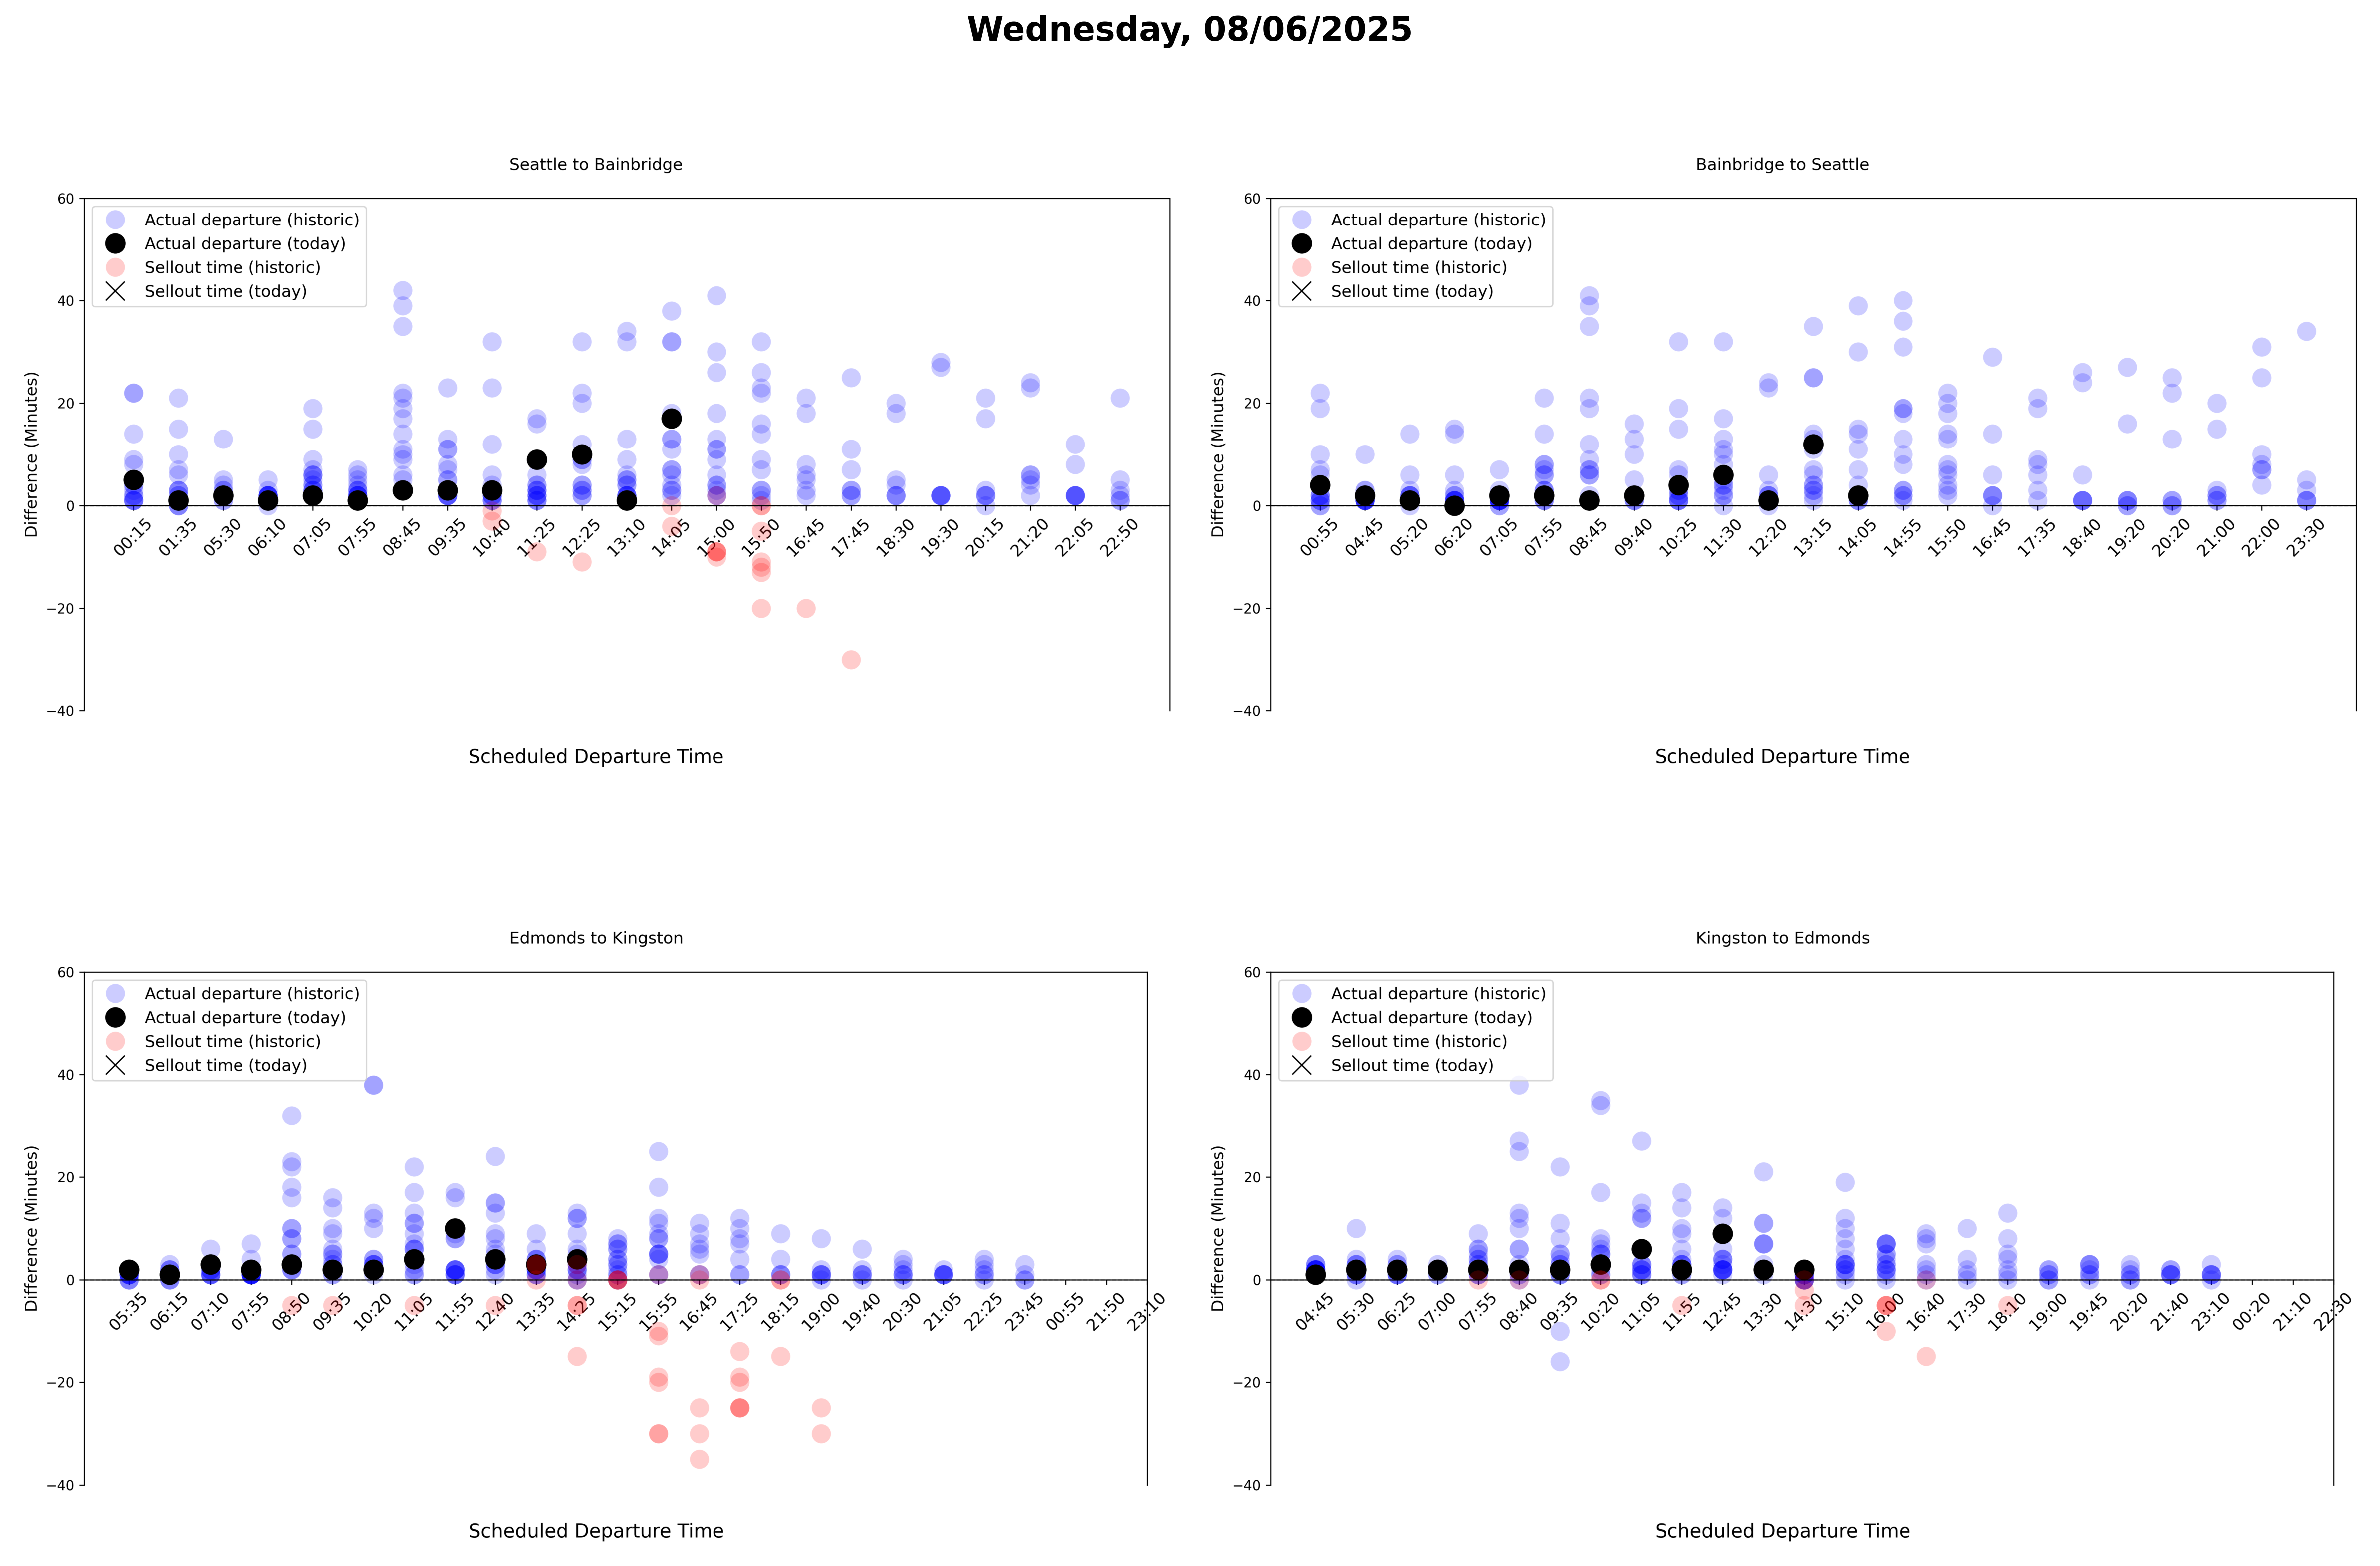 Wednesday, 08/06/2025
Seattle to Bainbridge
60
40
20
0
−20
−40
Difference (Minutes)
Actual departure (historic)
Actual departure (today)
Sellout time (historic)
Sellout time (today)
00:15 01:35 05:30 06:10 07:05 07:55 08:45 09:35 10:40 11:25 12:25 13:10 14:05 15:00 15:50 16:45 17:45 18:30 19:30 20:15 21:20 22:05 22:50
Scheduled Departure Time
Bainbridge to Seattle
60
40
20
0
−20
−40
Difference (Minutes)
Actual departure (historic)
Actual departure (today)
Sellout time (historic)
Sellout time (today)
00:55 04:45 05:20 06:20 07:05 07:55 08:45 09:40 10:25 11:30 12:20 13:15 14:05 14:55 15:50 16:45 17:35 18:40 19:20 20:20 21:00 22:00 23:30
Scheduled Departure Time
Edmonds to Kingston
60
40
20
0
−20
−40
Difference (Minutes)
Actual departure (historic)
Actual departure (today)
Sellout time (historic)
Sellout time (today)
05:35 06:15 07:10 07:55 08:50 09:35 10:20 11:05 11:55 12:40 13:35 14:25 15:15 15:55 16:45 17:25 18:15 19:00 19:40 20:30 21:05 22:25 23:45 00:55 21:50 23:10
Scheduled Departure Time
Kingston to Edmonds
60
40
20
0
−20
−40
Difference (Minutes)
Actual departure (historic)
Actual departure (today)
Sellout time (historic)
Sellout time (today)
04:45 05:30 06:25 07:00 07:55 08:40 09:35 10:20 11:05 11:55 12:45 13:30 14:30 15:10 16:00 16:40 17:30 18:10 19:00 19:45 20:20 21:40 23:10 00:20 21:10 22:30
Scheduled Departure Time